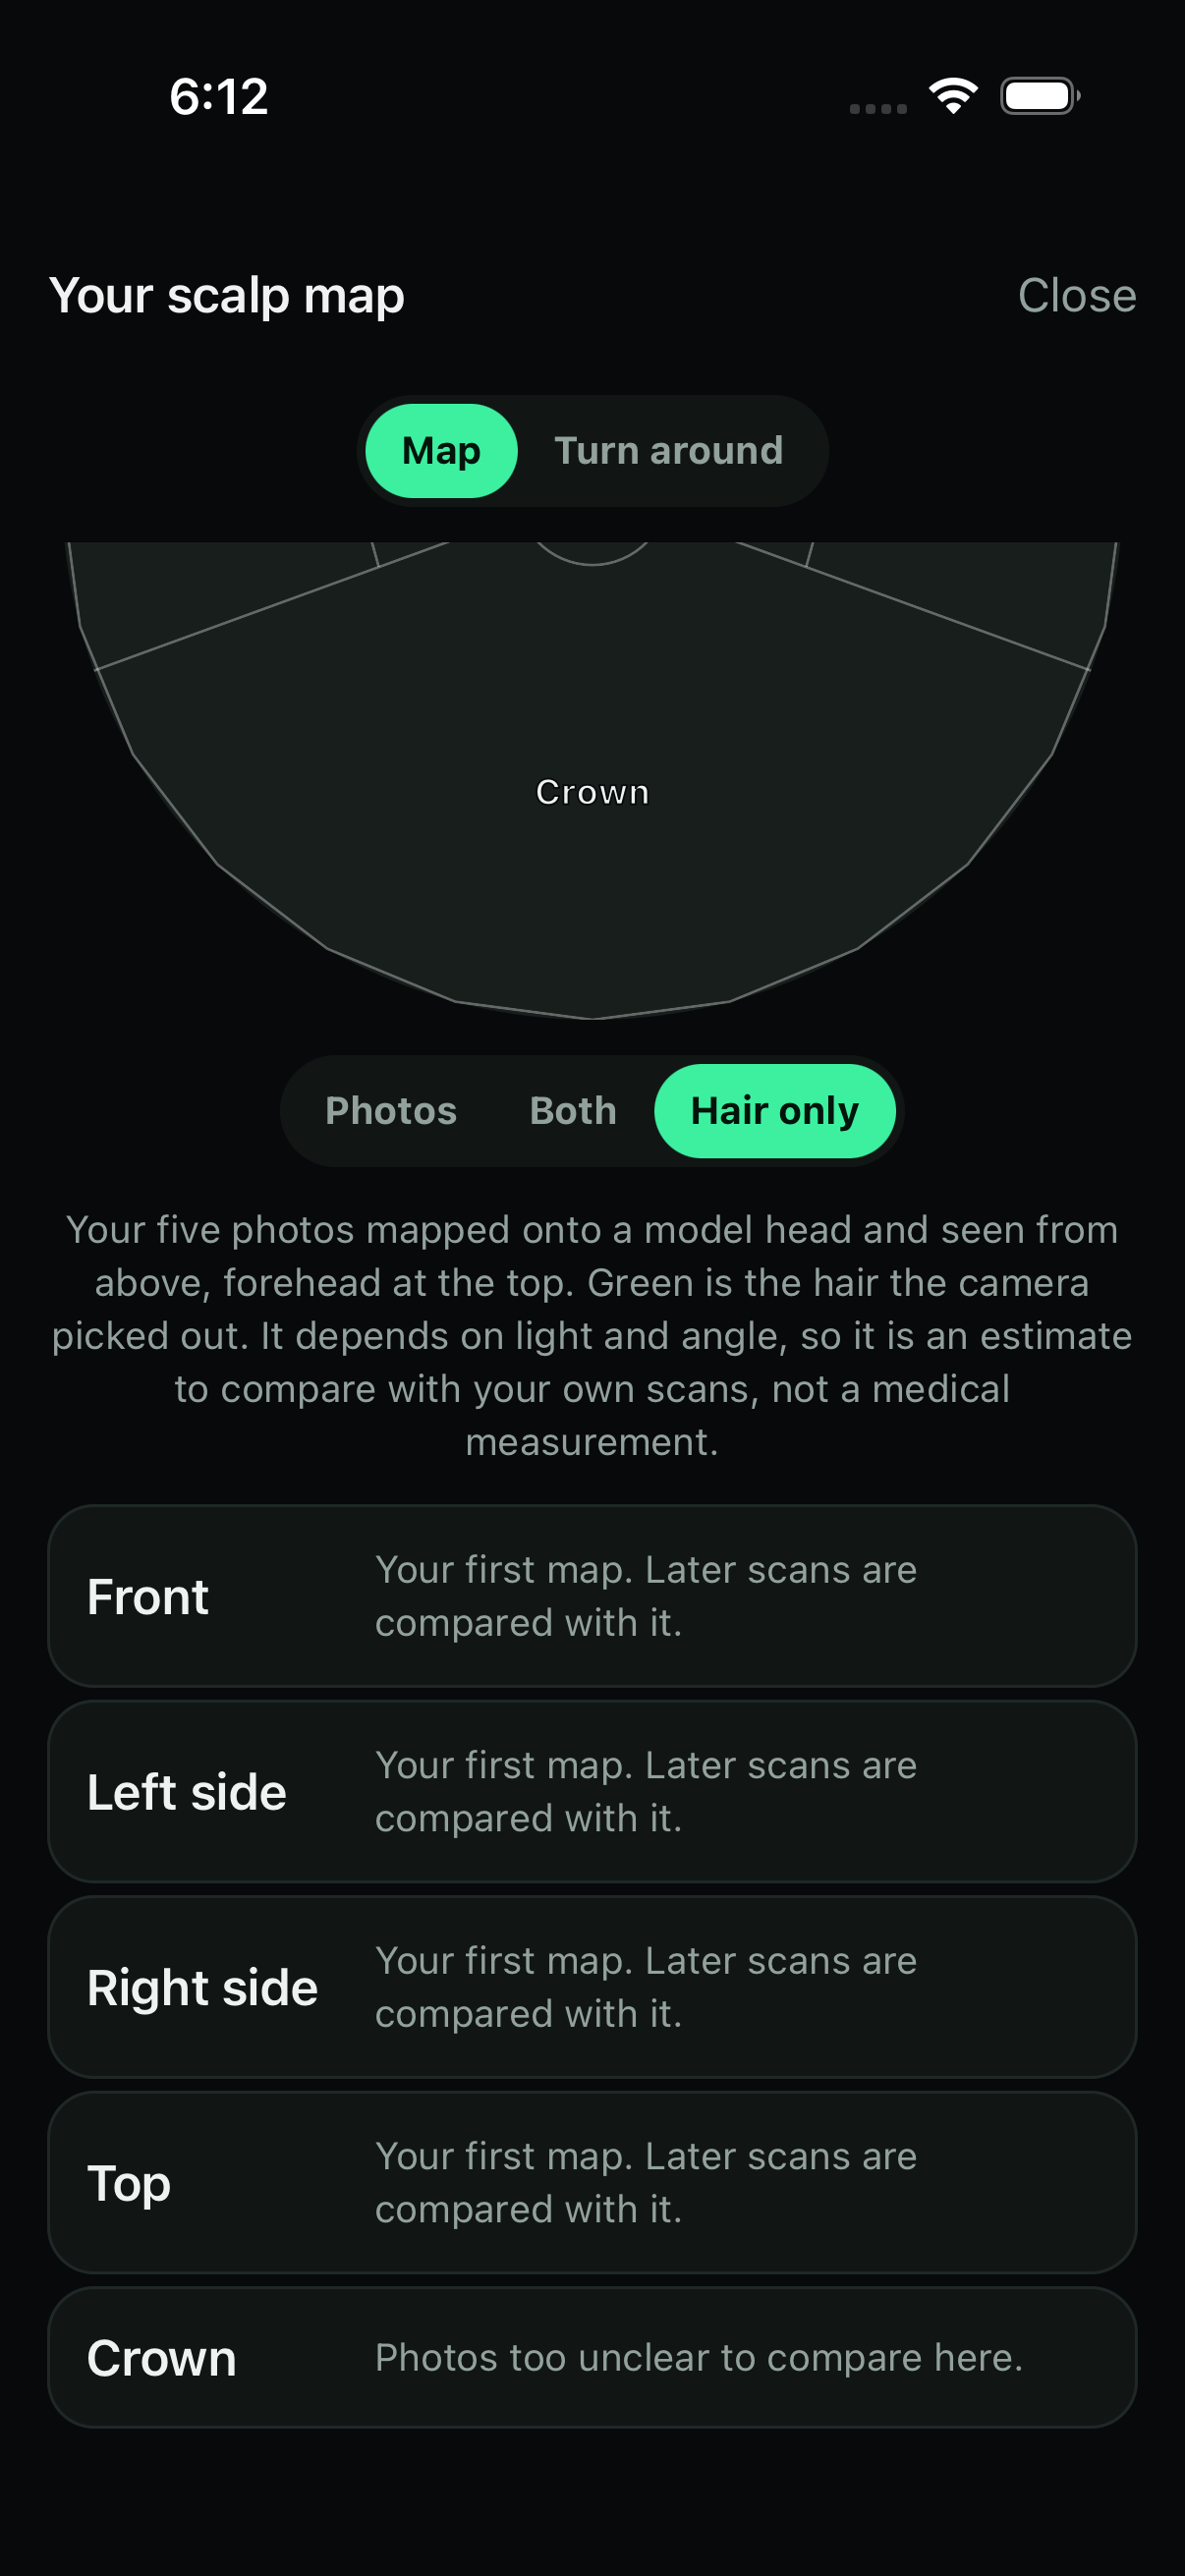 6:12
Your scalp map
Close
Map
Turn around
Crown
Photos
Both
Hair only
Your five photos mapped onto a model head and seen from
above, forehead at the top. Green is the hair the camera
picked out. It depends on light and angle, so it is an estimate
to compare with your own scans, not a medical
measurement.
Front
Your first map. Later scans are
compared with it.
Left side
Your first map. Later scans are
compared with it.
Right side
Your first map. Later scans are
compared with it.
Top
Your first map. Later scans are
compared with it.
Crown
Photos too unclear to compare here.